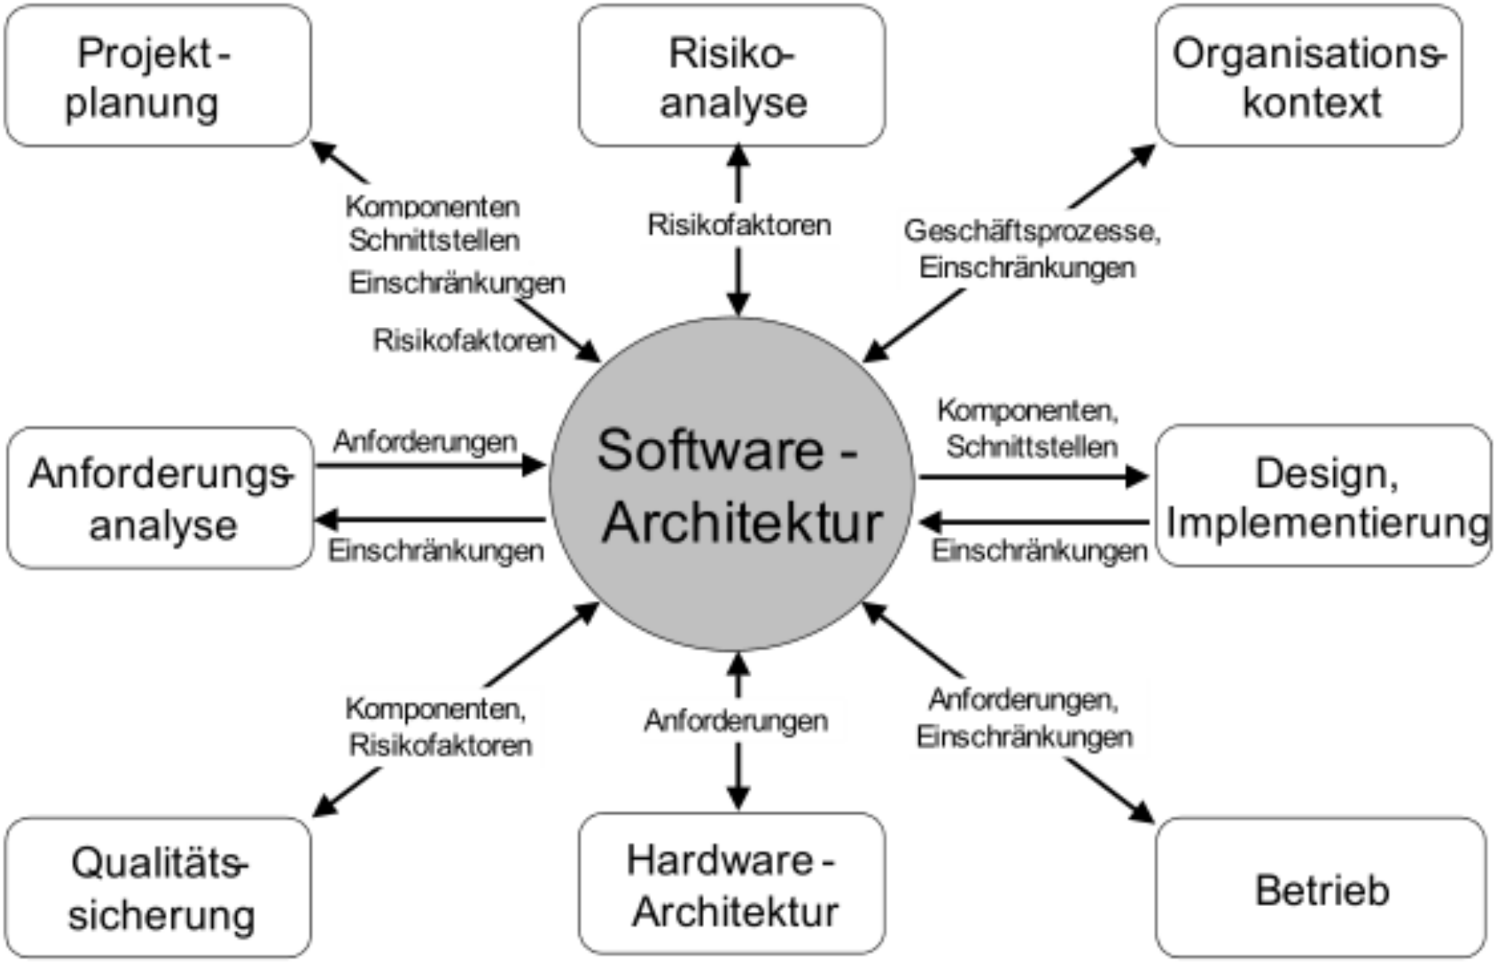 Projekt-
planung
Risiko-
analyse
Organisations-
kontext
Komponenten
Schnittstellen
Einschränkungen
Risikofaktoren
Risikofaktoren
Geschäftsprozesse,
Einschränkungen
Anforderungs-
analyse
Anforderungen
Einschränkungen
Software-
Architektur
Komponenten,
Schnittstellen
Einschränkungen
Design,
Implementierung
Komponenten,
Risikofaktoren
Anforderungen
Anforderungen,
Einschränkungen
Qualitäts-
sicherung
Hardware-
Architektur
Betrieb